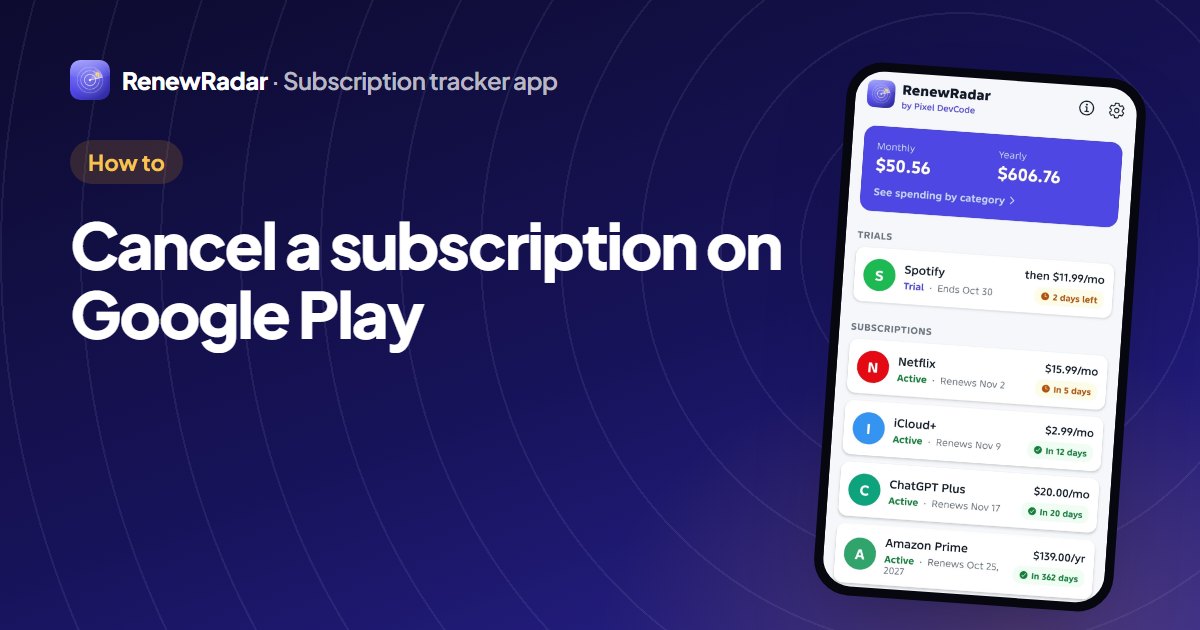 RenewRadar · Subscription tracker app
How to
Cancel a subscription on
Google Play
RenewRadar
by Pixel DevCode
Monthly
$50.56
Yearly
$606.76
See spending by category >
TRIALS
S
Spotify
Trial · Ends Oct 30
then $11.99/mo
2 days left
SUBSCRIPTIONS
N
Netflix
Active · Renews Nov 2
$15.99/mo
In 5 days
I
iCloud+
Active · Renews Nov 9
$2.99/mo
In 12 days
C
ChatGPT Plus
Active · Renews Nov 17
$20.00/mo
In 20 days
A
Amazon Prime
Active · Renews Oct 25,
2027
$139.00/yr
In 362 days